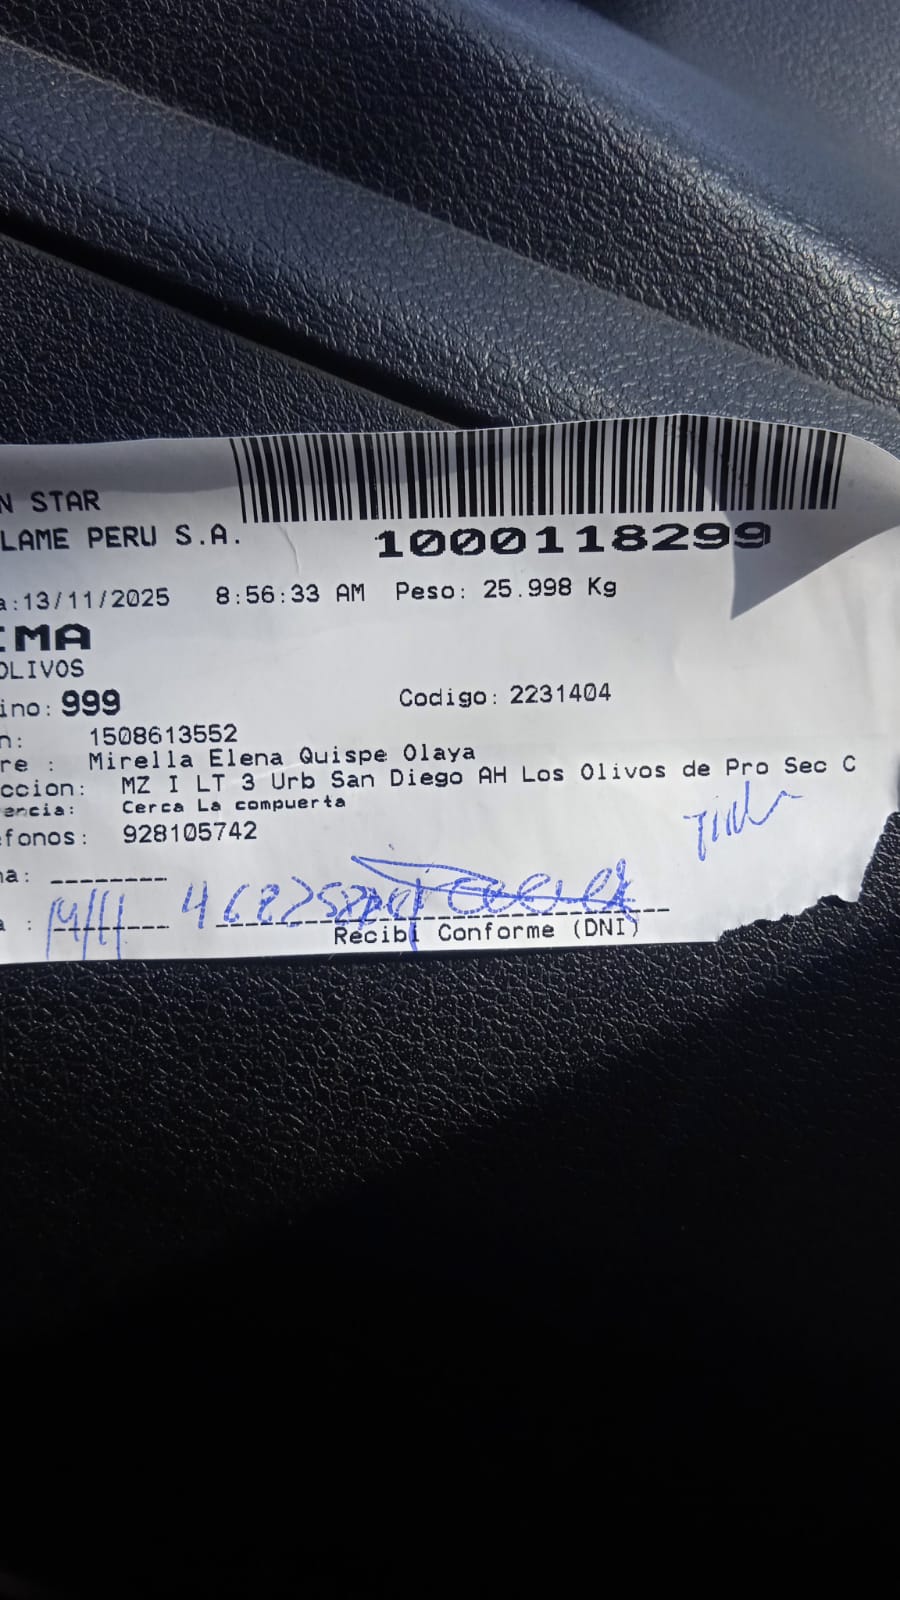 N STAR
LAME PERU S.A.
1000118299
a:13/11/2025 8:56:33 AM Peso: 25.998 Kg
IMA
OLIVOS
ino: 999 Codigo: 2231404
n: 1508613552
re : Mirella Elena Quispe Olaya
ccion: MZ I LT 3 Urb San Diego AH Los Olivos de Pro Sec C
encia: Cerca La compuerta
efonos: 928105742
na:
a : 14/11
Recibi Conforme (DNI)